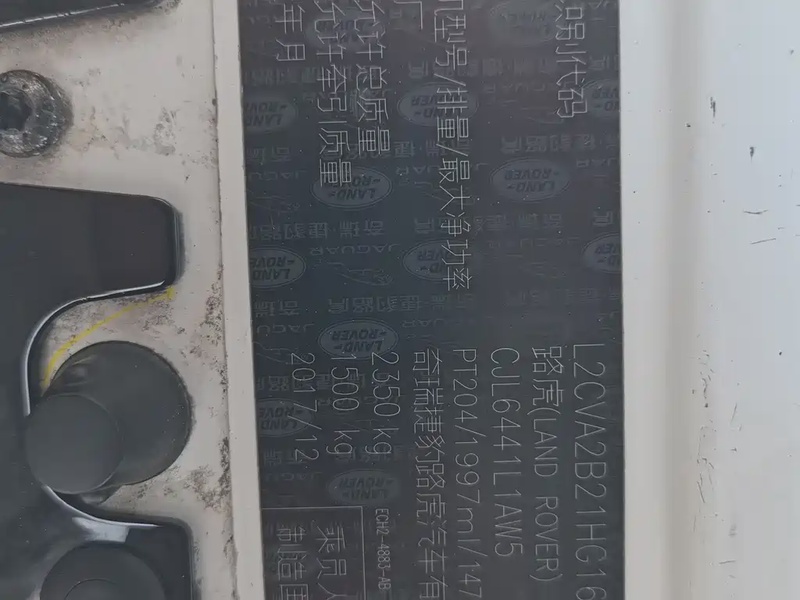 识别代码 L2CVA2B21HG16
路虎(LAND ROVER)
CJL6441L1AW5
机型号/排量/最大净功率 PT204/1997ml/147
厂 奇瑞捷豹路虎汽车有
允许总质量 2350 kg
允许牵引质量 1500 kg
年月 2017/12
ECH2-4883-AB
乘员人
制造国